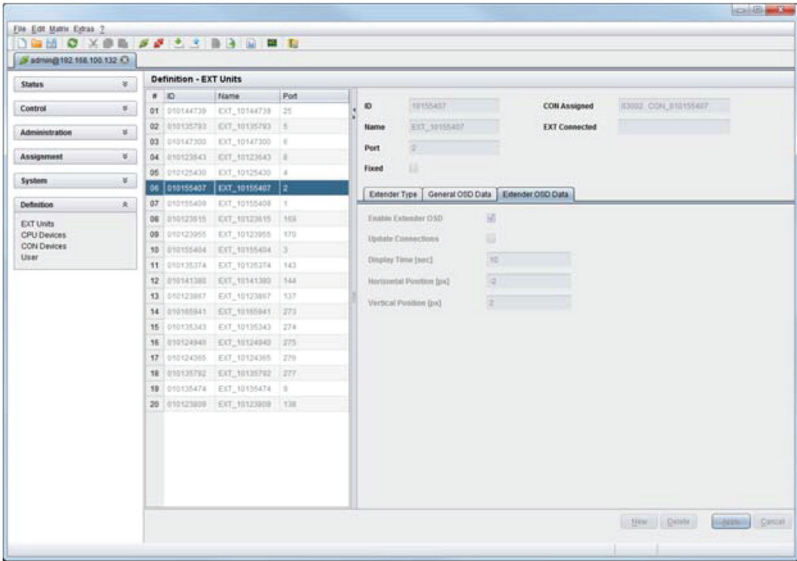 File Edit Matrix Extras ?
admin@192.168.100.132
Status
Control
Administration
Assignment
System
Definition
EXT Units
CPU Devices
CON Devices
User
Definition - EXT Units
# ID Name Port
01 010144739 EXT_10144739 25
02 010135793 EXT_10135793 5
03 010147300 EXT_10147300 6
04 010123643 EXT_10123643 8
05 010125430 EXT_10125430 4
06 010155407 EXT_10155407 2
07 010155409 EXT_10155409 1
08 010123615 EXT_10123615 169
09 010123955 EXT_10123955 170
10 010155404 EXT_10155404 3
11 010135374 EXT_10135374 143
12 010141380 EXT_10141380 144
13 010123867 EXT_10123867 137
14 010165941 EXT_10165941 273
15 010135343 EXT_10135343 274
16 010124940 EXT_10124940 275
17 010124365 EXT_10124365 276
18 010135792 EXT_10135792 277
19 010135474 EXT_10135474 9
20 010123809 EXT_10123809 138
ID 10155407 CON Assigned 03002 CON_010155407
Name EXT_10155407 EXT Connected
Port 2
Fixed
Extender Type General OSD Data Extender OSD Data
Enable Extender OSD
Update Connections
Display Time [sec] 10
Horizontal Position [px] -2
Vertical Position [px] 2
New Delete Apply Cancel